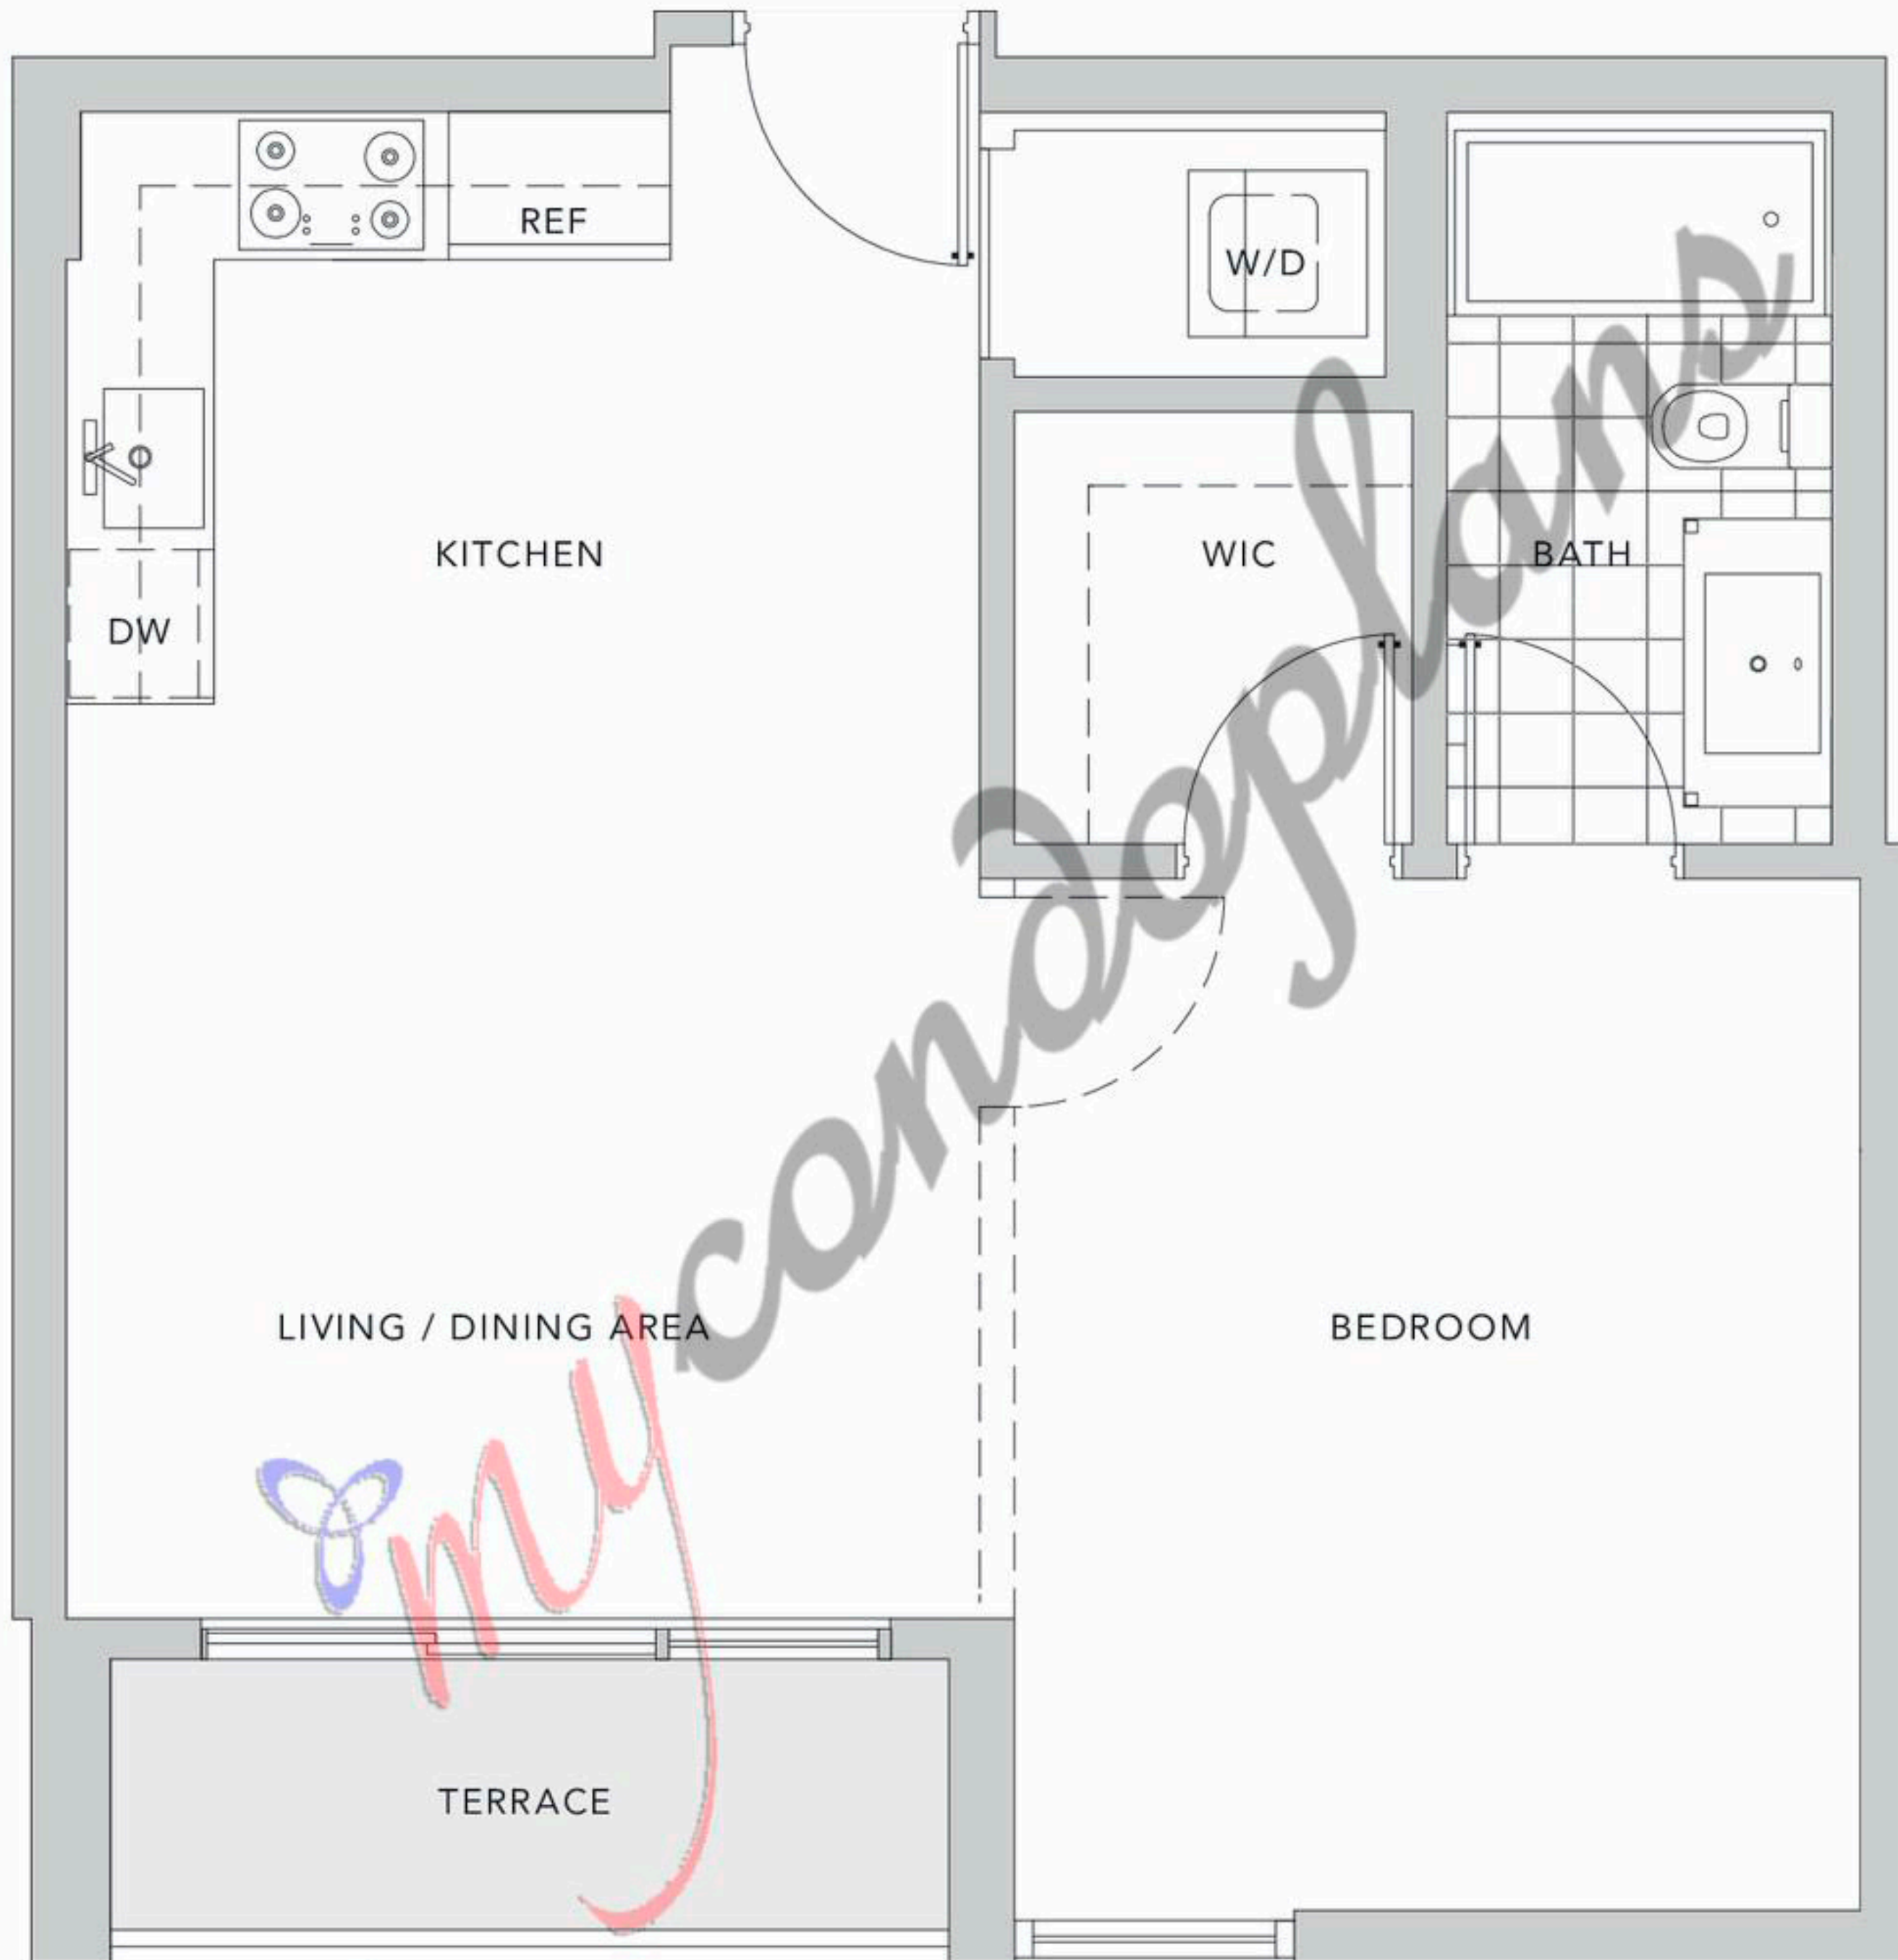 REF
W/D
KITCHEN
WIC
BATH
DW
LIVING / DINING AREA
BEDROOM
TERRACE
mycondoplans